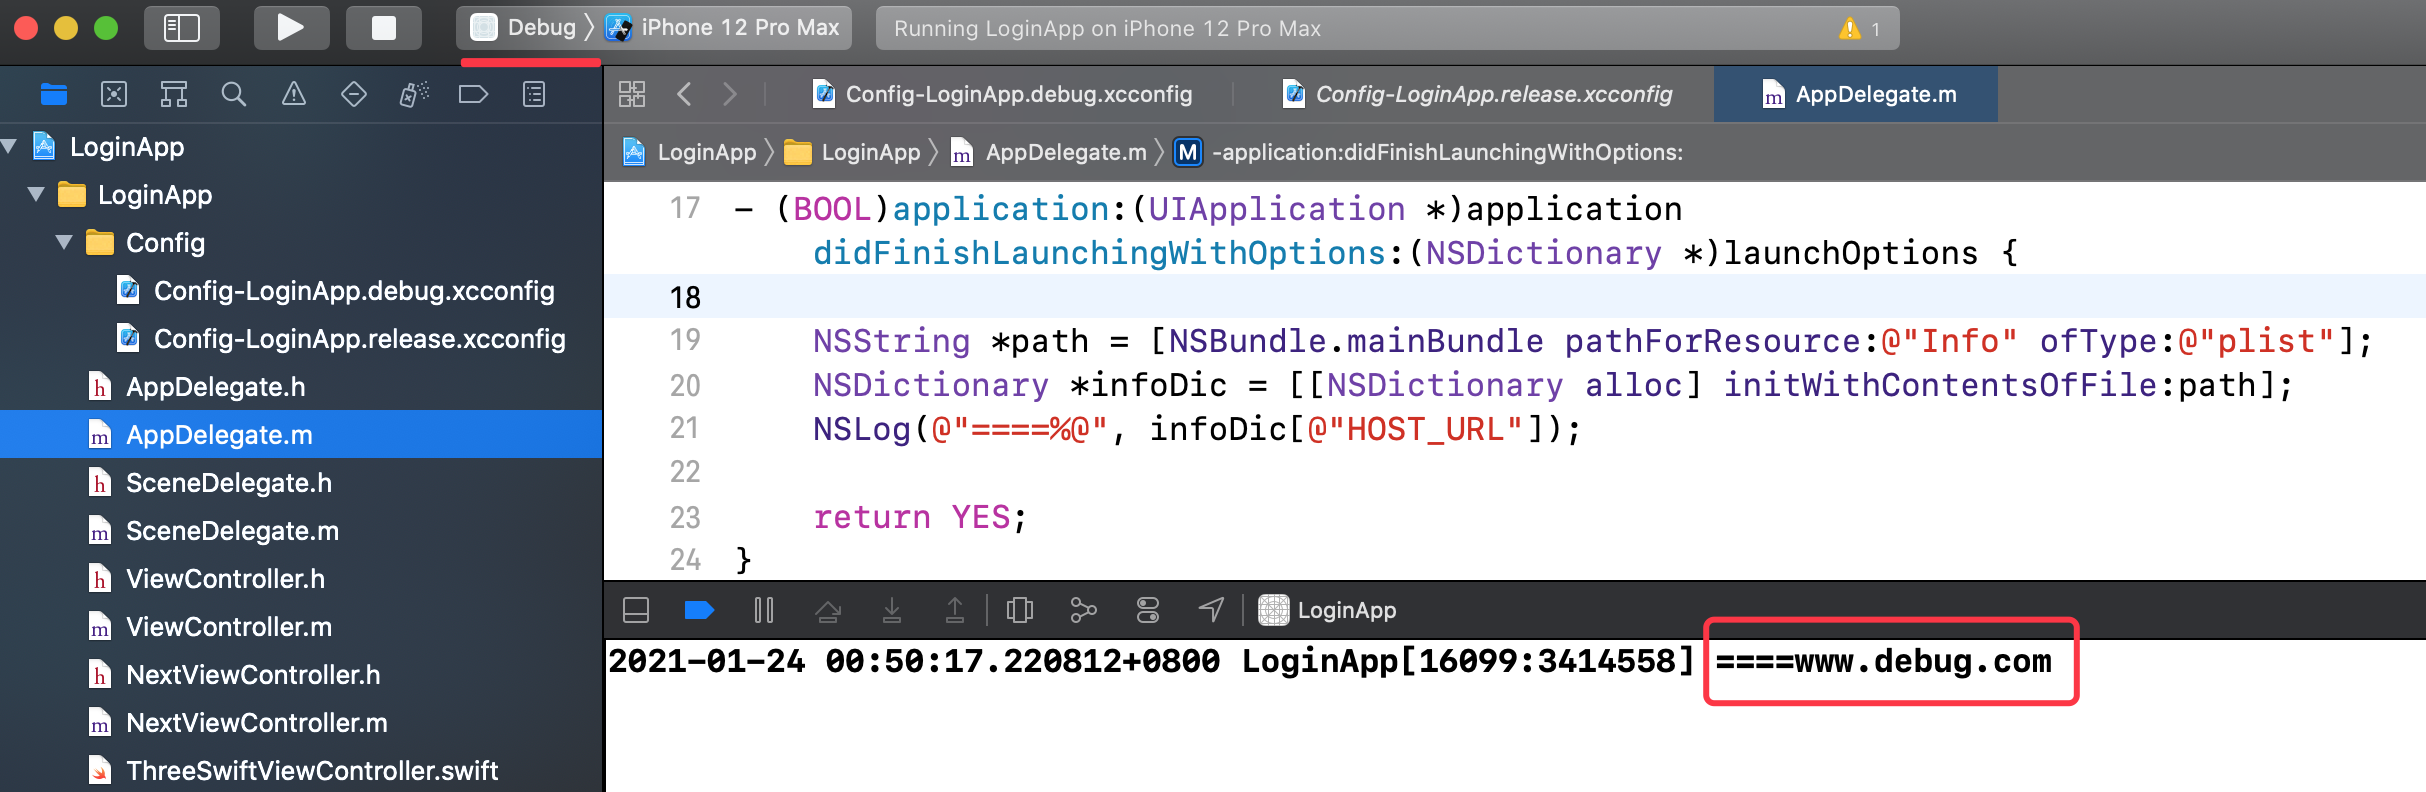 Debug 〉 iPhone 12 Pro Max
Running LoginApp on iPhone 12 Pro Max
1
LoginApp
LoginApp
Config
Config-LoginApp.debug.xcconfig
Config-LoginApp.release.xcconfig
AppDelegate.h
AppDelegate.m
SceneDelegate.h
SceneDelegate.m
ViewController.h
ViewController.m
NextViewController.h
NextViewController.m
ThreeSwiftViewController.swift
Config-LoginApp.debug.xcconfig
Config-LoginApp.release.xcconfig
AppDelegate.m
LoginApp 〉 LoginApp 〉 AppDelegate.m 〉 M -application:didFinishLaunchingWithOptions:
17 - (BOOL)application:(UIApplication *)application
didFinishLaunchingWithOptions:(NSDictionary *)launchOptions {
18
19 NSString *path = [NSBundle.mainBundle pathForResource:@"Info" ofType:@"plist"];
20 NSDictionary *infoDic = [[NSDictionary alloc] initWithContentsOfFile:path];
21 NSLog(@"====%@", infoDic[@"HOST_URL"]);
22
23 return YES;
24 }
LoginApp
2021-01-24 00:50:17.220812+0800 LoginApp[16099:3414558] ====www.debug.com